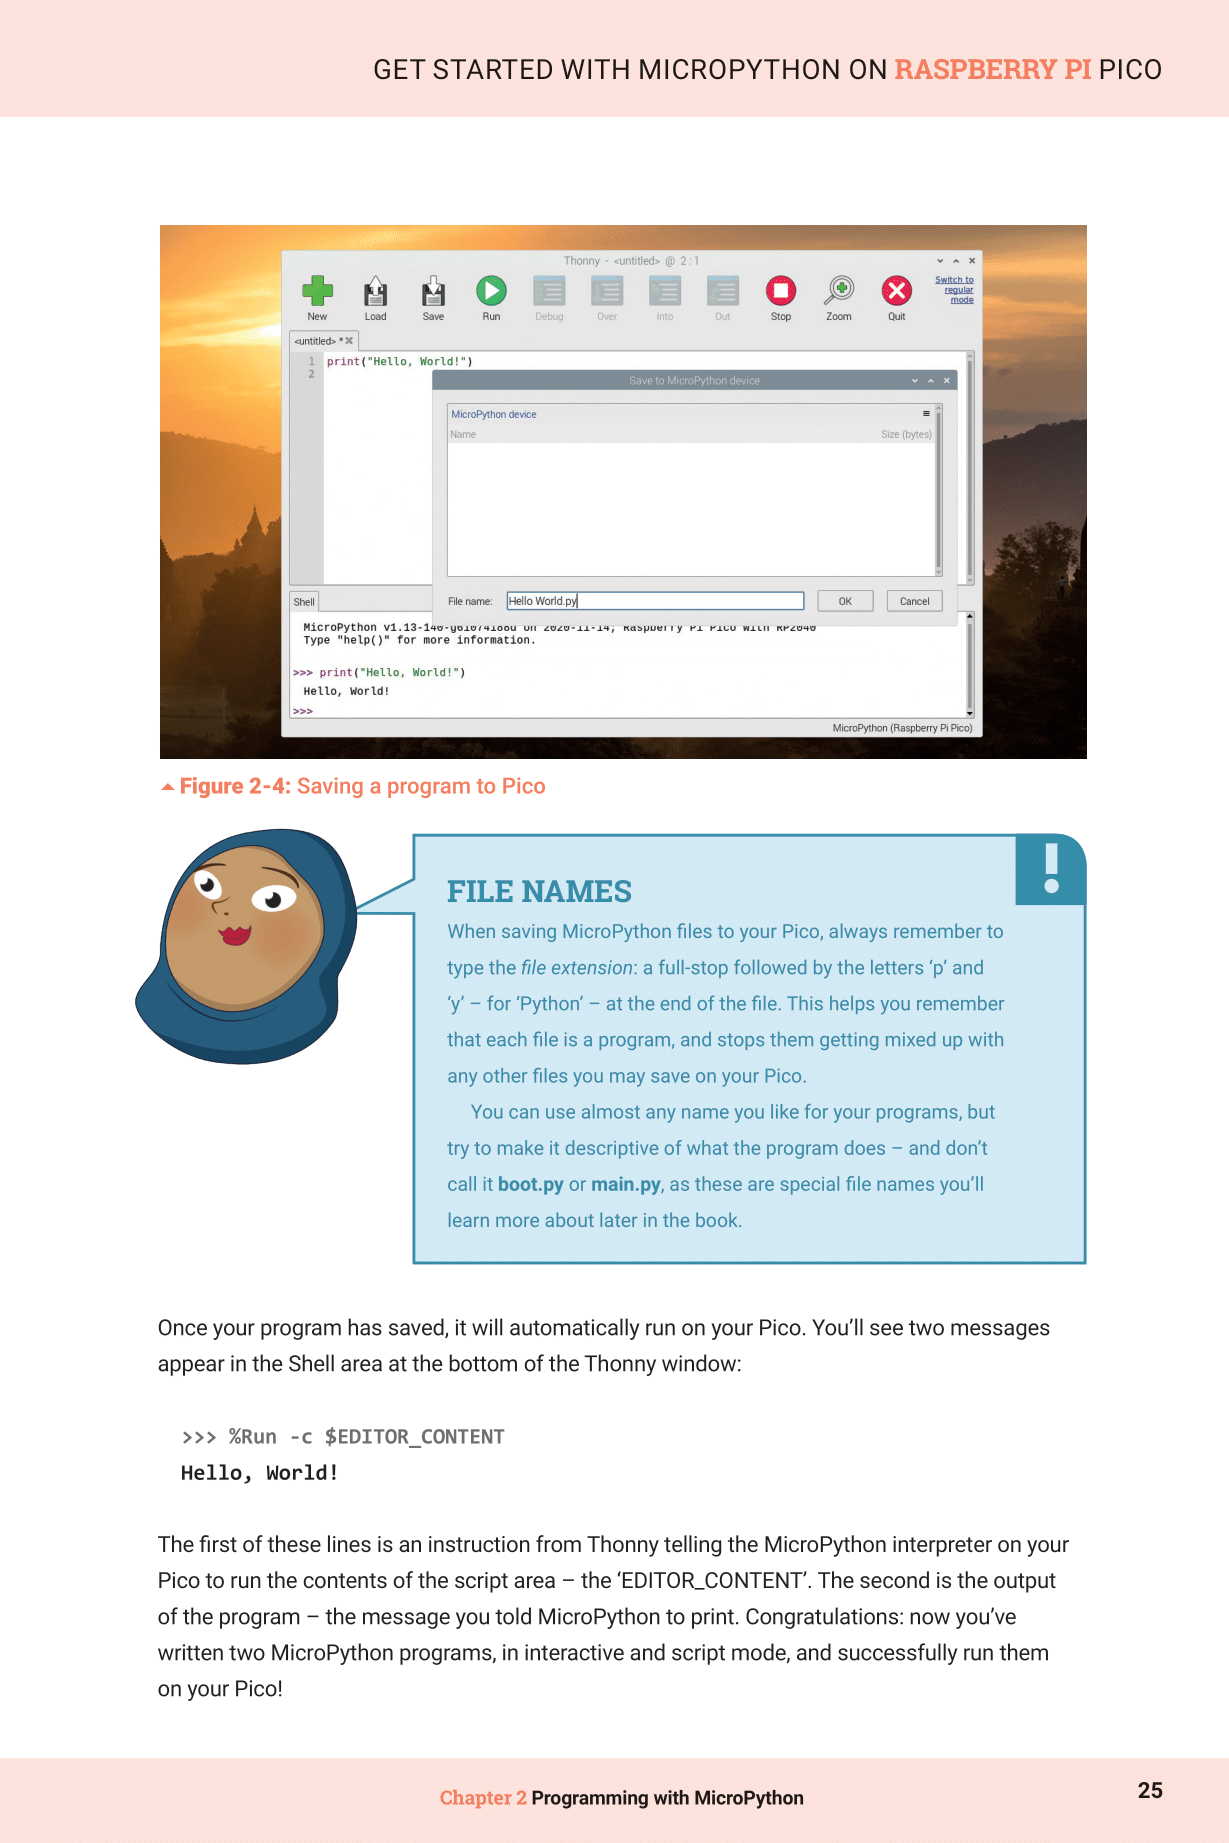 GET STARTED WITH MICROPYTHON ON RASPBERRY PI PICO
Thonny - <untitled> @ 2:1
New Load Save Run Debug Over Into Out Stop Zoom Quit
Switch to
regular
mode
<untitled> *
1 print("Hello, World!")
2
Save to MicroPython device
MicroPython device
Name Size (bytes)
File name: Hello World.py OK Cancel
Shell
MicroPython v1.13-140-g61074188d on 2020-11-14; Raspberry Pi Pico with RP2040
Type "help()" for more information.
>>> print("Hello, World!")
Hello, World!
>>>
MicroPython (Raspberry Pi Pico)
Figure 2-4: Saving a program to Pico
!
FILE NAMES
When saving MicroPython files to your Pico, always remember to
type the file extension: a full-stop followed by the letters ‘p’ and
‘y’ – for ‘Python’ – at the end of the file. This helps you remember
that each file is a program, and stops them getting mixed up with
any other files you may save on your Pico.
You can use almost any name you like for your programs, but
try to make it descriptive of what the program does – and don’t
call it boot.py or main.py, as these are special file names you’ll
learn more about later in the book.
Once your program has saved, it will automatically run on your Pico. You’ll see two messages
appear in the Shell area at the bottom of the Thonny window:
>>> %Run -c $EDITOR_CONTENT
Hello, World!
The first of these lines is an instruction from Thonny telling the MicroPython interpreter on your
Pico to run the contents of the script area – the ‘EDITOR_CONTENT’. The second is the output
of the program – the message you told MicroPython to print. Congratulations: now you’ve
written two MicroPython programs, in interactive and script mode, and successfully run them
on your Pico!
Chapter 2 Programming with MicroPython
25